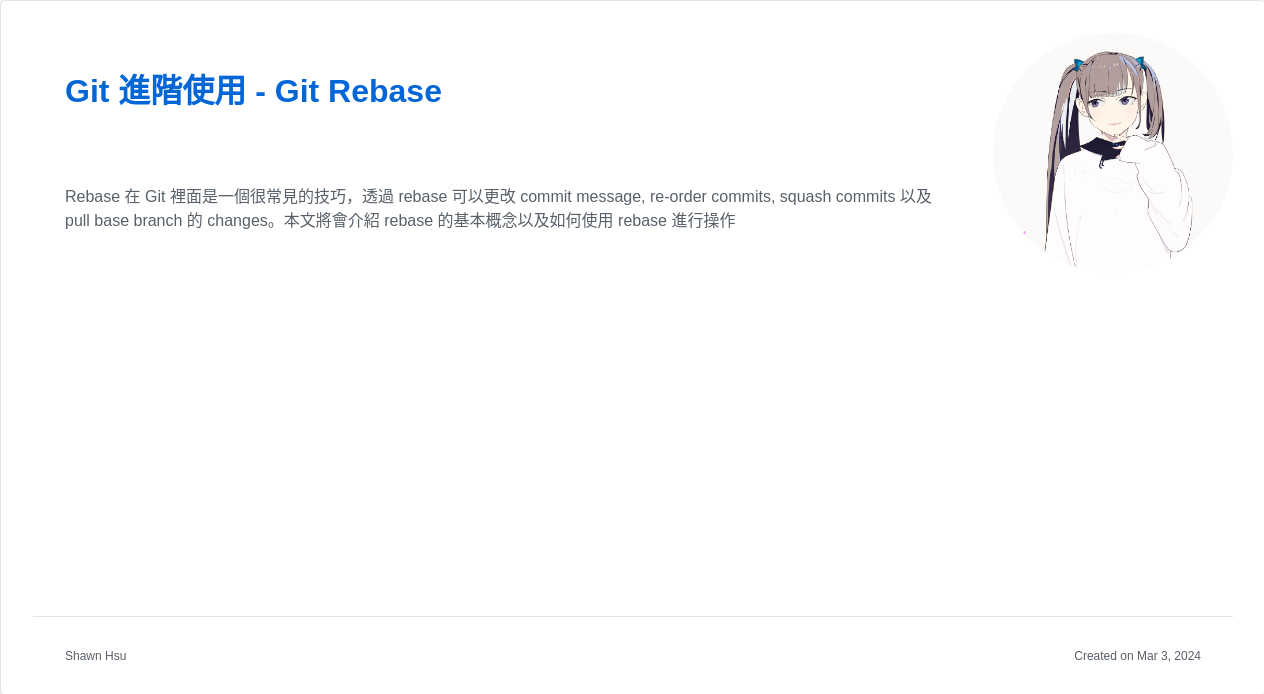 Git 進階使用 - Git Rebase
Rebase 在 Git 裡面是一個很常見的技巧，透過 rebase 可以更改 commit message, re-order commits, squash commits 以及
pull base branch 的 changes。本文將會介紹 rebase 的基本概念以及如何使用 rebase 進行操作
Shawn Hsu
Created on Mar 3, 2024